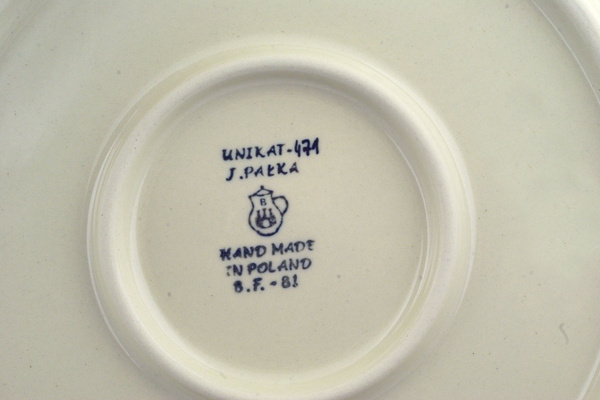 UNIKAT-471
J.PAŁKA
B
HAND MADE
IN POLAND
B.F.-81